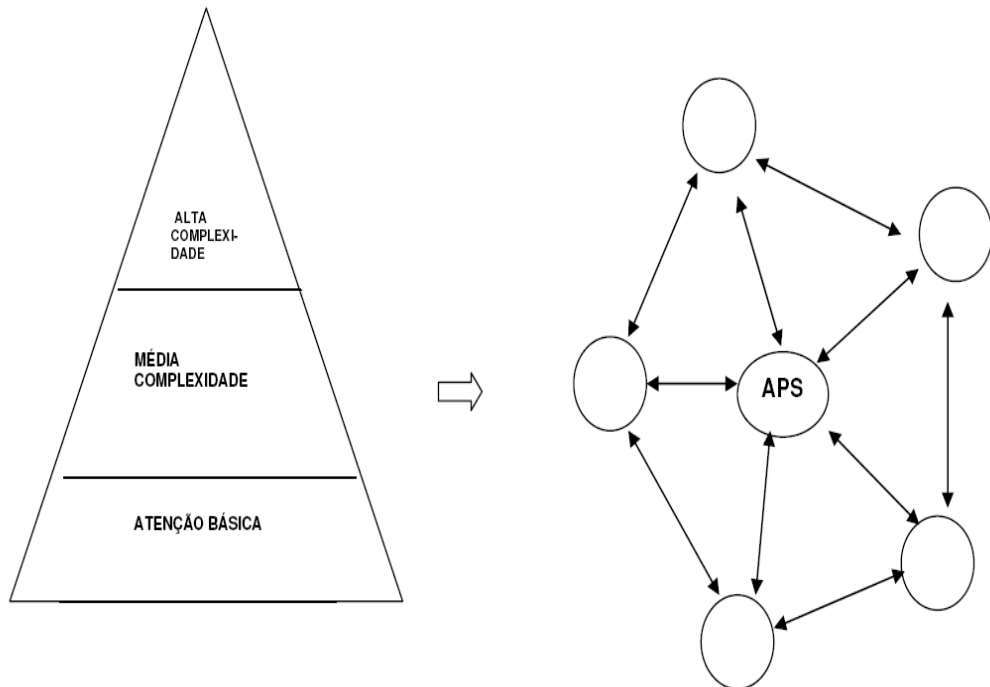 ALTA
COMPLEXI-
DADE
MÉDIA
COMPLEXIDADE
ATENÇÃO BÁSICA
APS